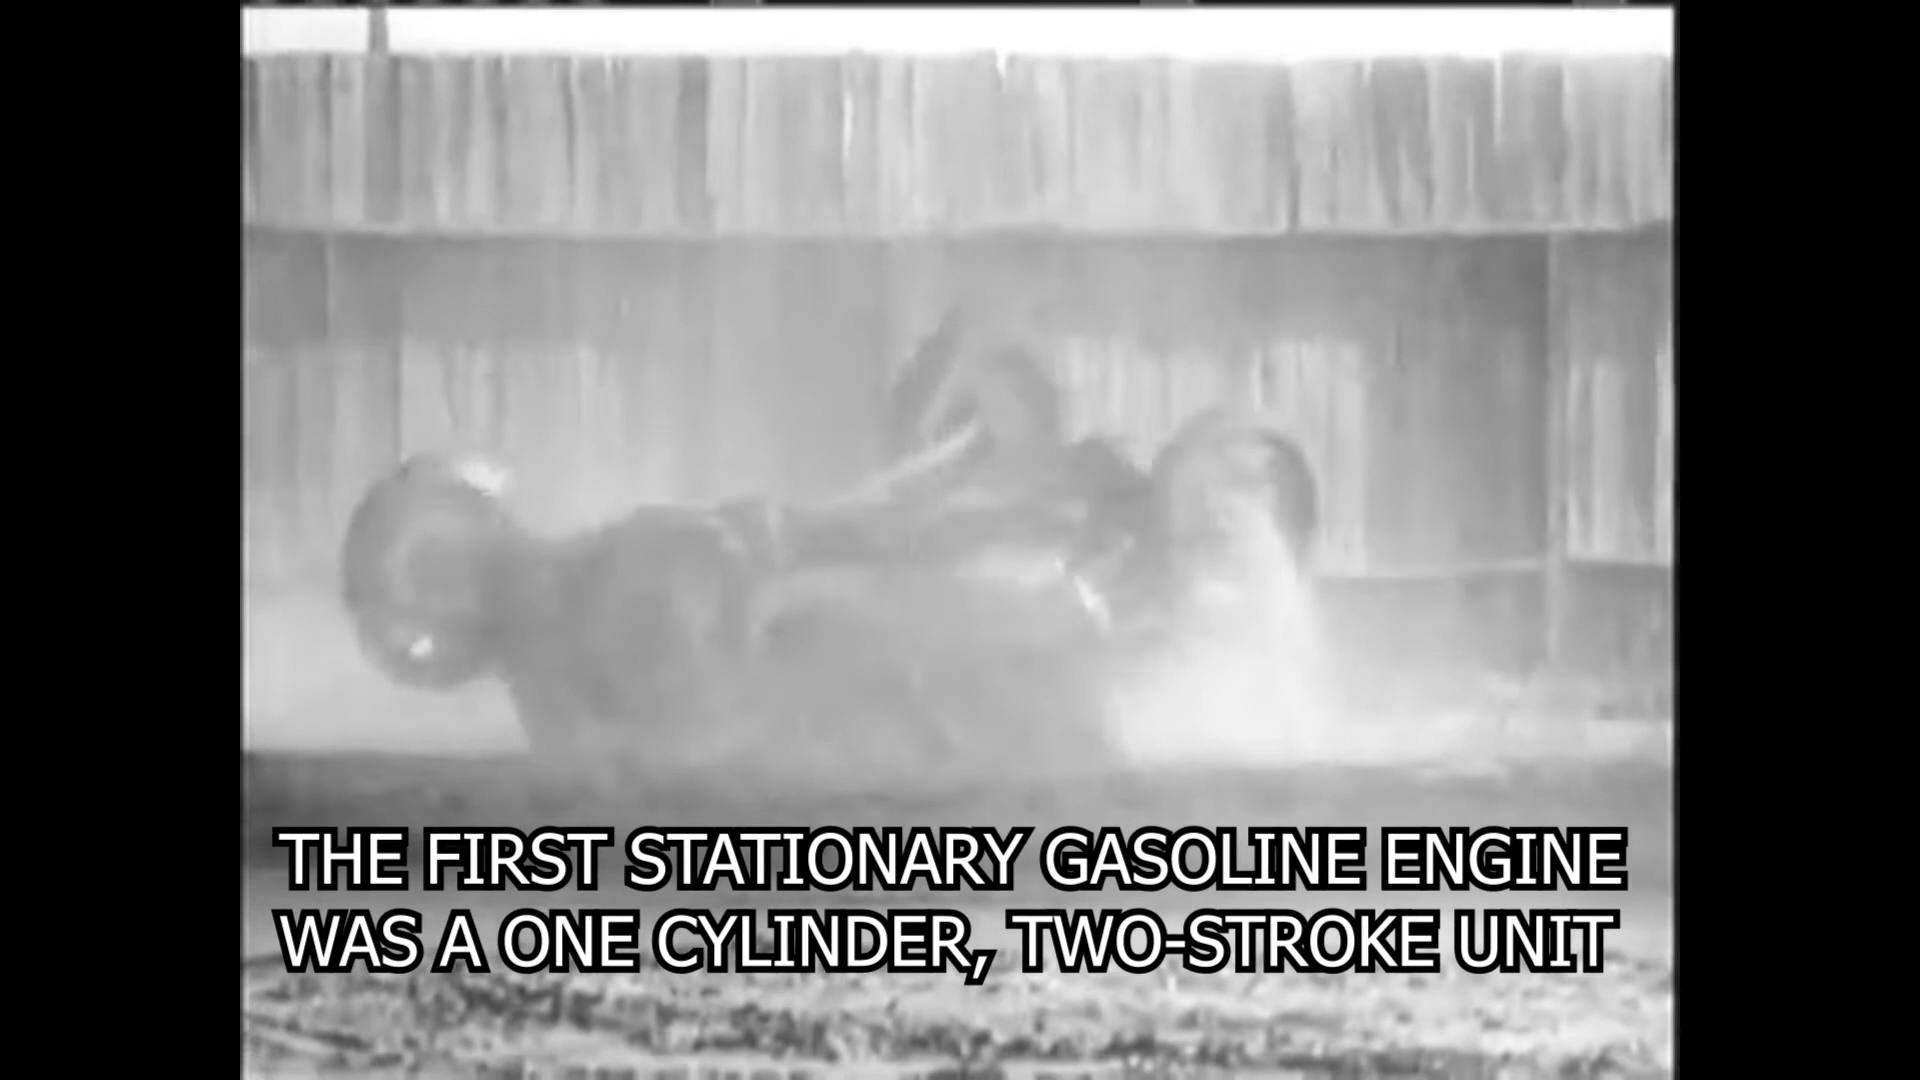 THE FIRST STATIONARY GASOLINE ENGINE
WAS A ONE CYLINDER, TWO-STROKE UNIT